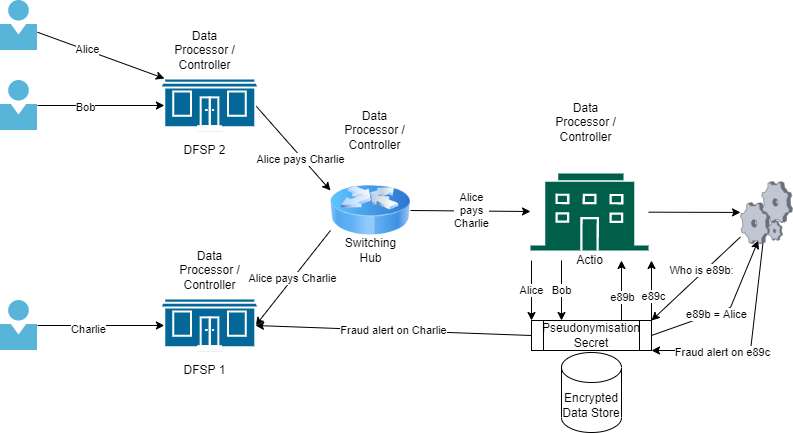 Alice
Data
Processor /
Controller
Bob
DFSP 2
Alice pays Charlie
Data
Processor /
Controller
Switching
Hub
Alice
pays
Charlie
Data
Processor /
Controller
Actio
Data
Processor /
Controller
Alice pays Charlie
Charlie
DFSP 1
Fraud alert on Charlie
Alice
Bob
e89b
e89c
Who is e89b:
e89b = Alice
Fraud alert on e89c
Pseudonymisation
Secret
Encrypted
Data Store